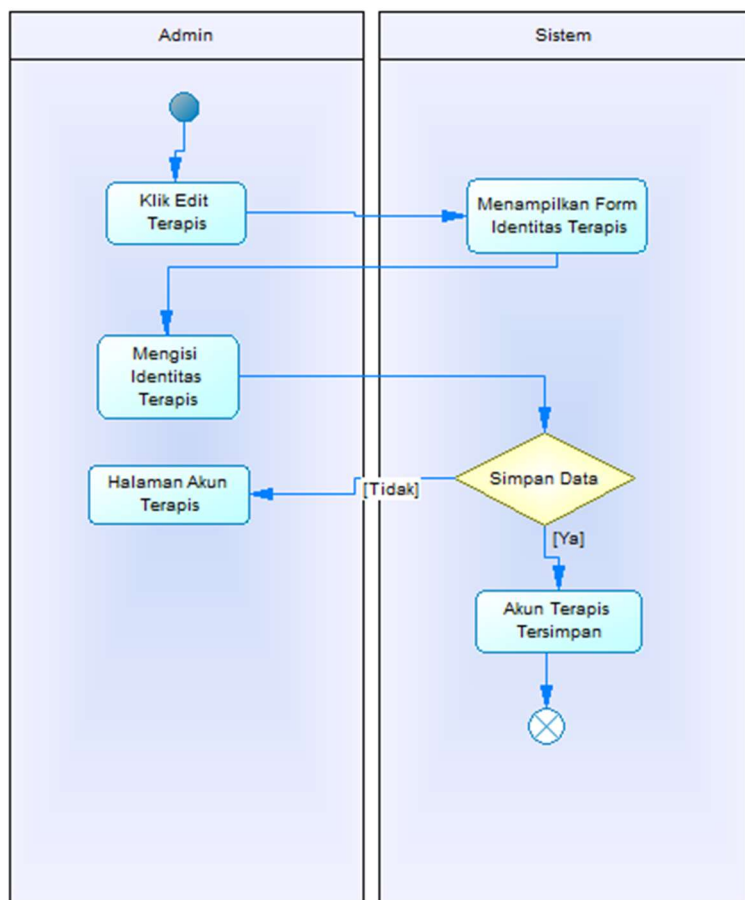 Admin
Sistem
Klik Edit
Terapis
Menampilkan Form
Identitas Terapis
Mengisi
Identitas
Terapis
Simpan Data
[Tidak]
Halaman Akun
Terapis
[Ya]
Akun Terapis
Tersimpan